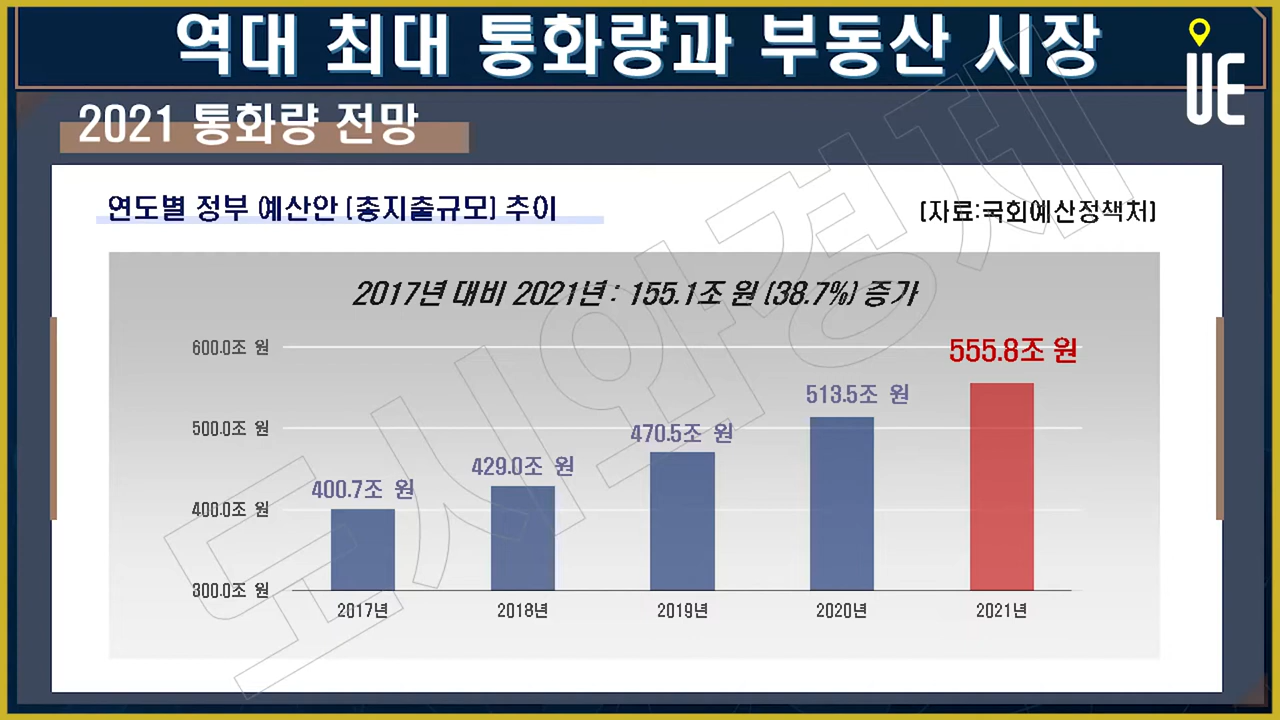 역대 최대 통화량과 부동산 시장
UE
2021 통화량 전망
연도별 정부 예산안 (총지출규모) 추이
(자료:국회예산정책처)
2017년 대비 2021년 : 155.1조 원 (38.7%) 증가
600.0조 원
555.8조 원
513.5조 원
500.0조 원
470.5조 원
429.0조 원
400.7조 원
400.0조 원
300.0조 원
2017년 2018년 2019년 2020년 2021년
도시와경제